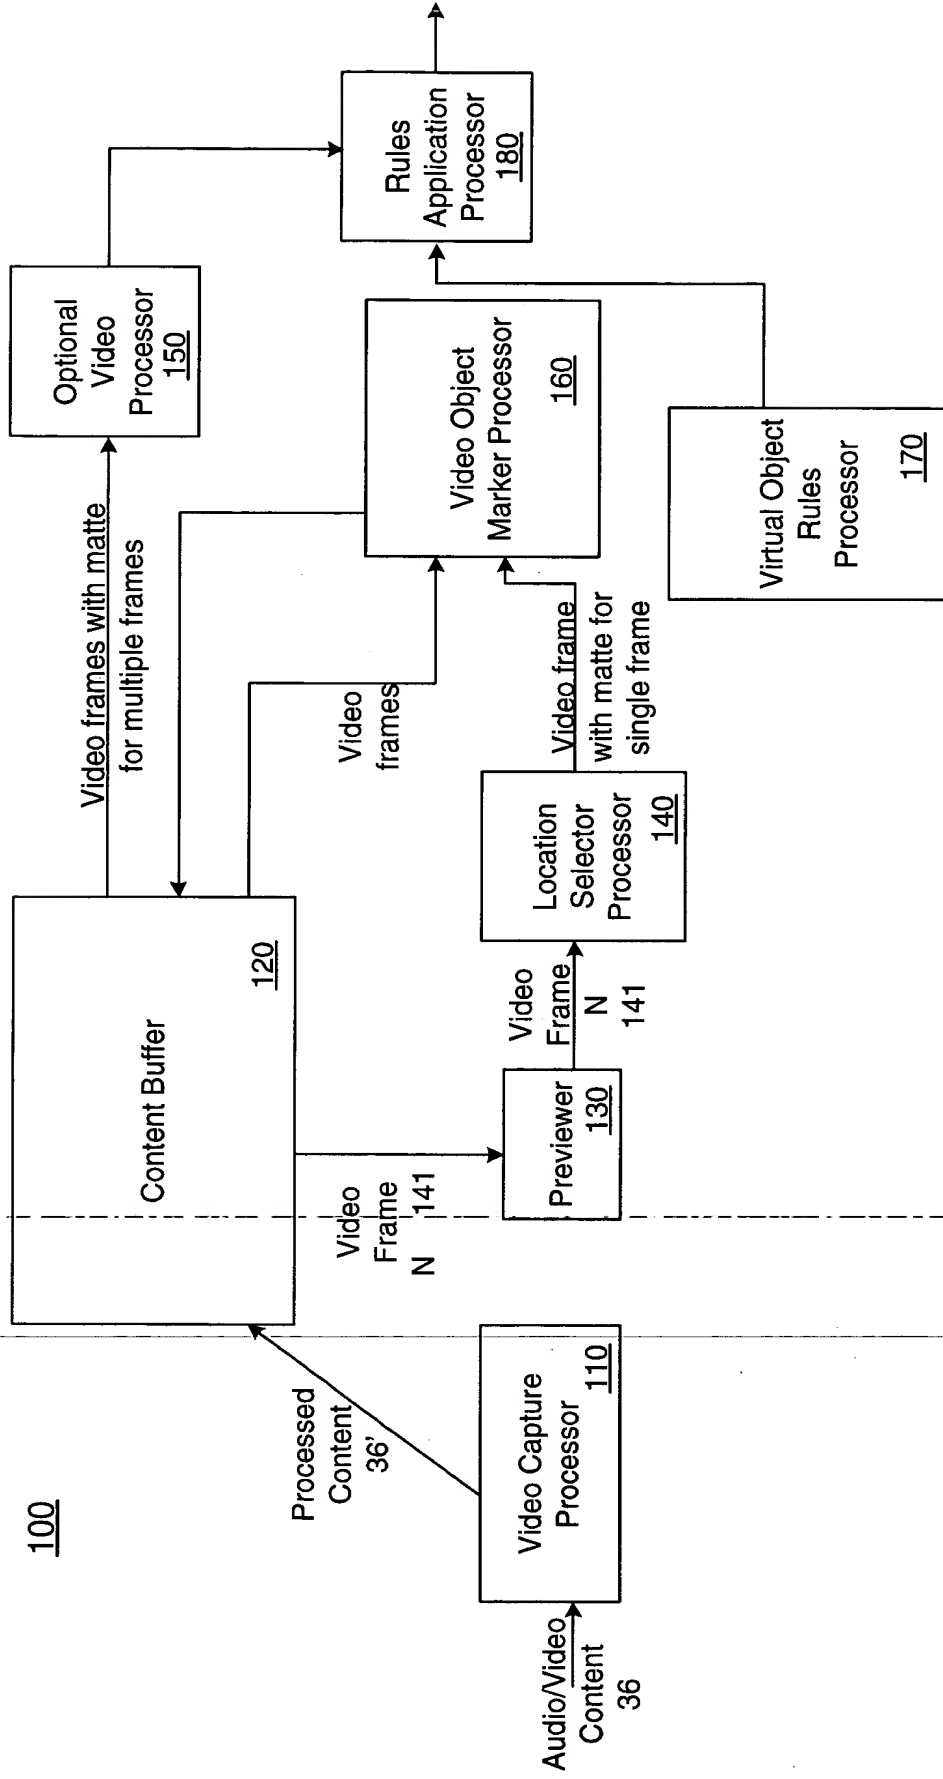 100
Audio/Video
Content
36
Video Capture
Processor
110
Processed
Content
36'
Content Buffer
120
Video
Frame
N 141
Previewer
130
Video
Frame
N
141
Location
Selector
Processor
140
Video frames with matte
for multiple frames
Video
frames
Video frame
with matte for
single frame
Optional
Video
Processor
150
Video Object
Marker Processor
160
Virtual Object
Rules
Processor
170
Rules
Application
Processor
180